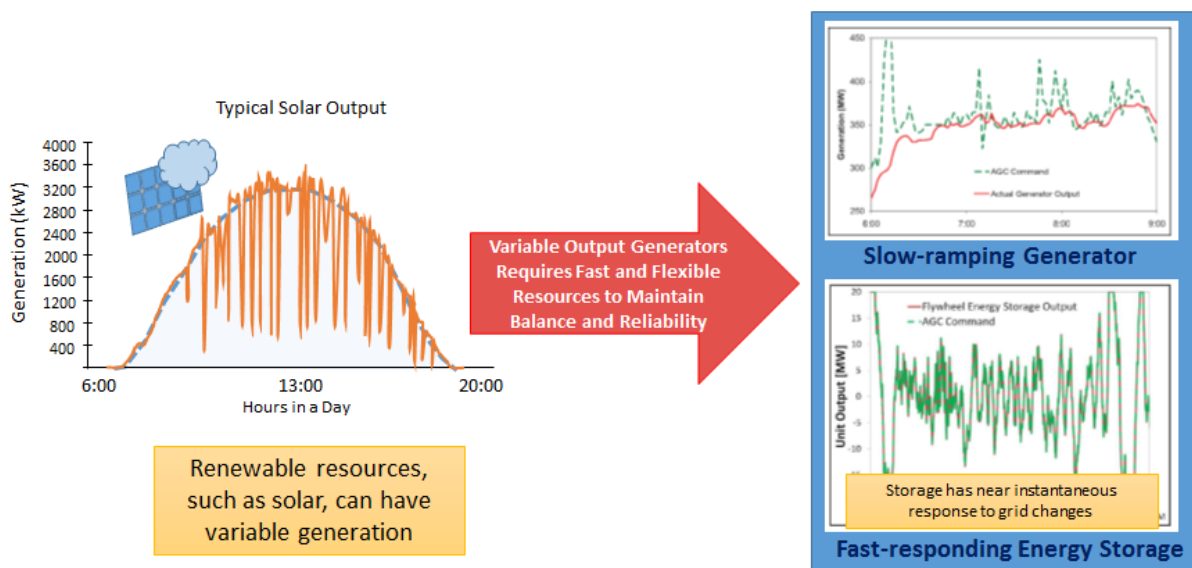 Typical Solar Output
Generation (kW)
4000
3600
3200
2800
2400
2000
1600
1200
800
400
6:00
13:00
20:00
Hours in a Day
Renewable resources,
such as solar, can have
variable generation
Variable Output Generators
Requires Fast and Flexible
Resources to Maintain
Balance and Reliability
Generation (MW)
450
400
350
300
250
AGC Command
Actual Generator Output
6:00
7:00
8:00
9:00
Slow-ramping Generator
Unit Output [MW]
20
15
10
5
0
-5
-10
Flywheel Energy Storage Output
AGC Command
Storage has near instantaneous
response to grid changes
Fast-responding Energy Storage